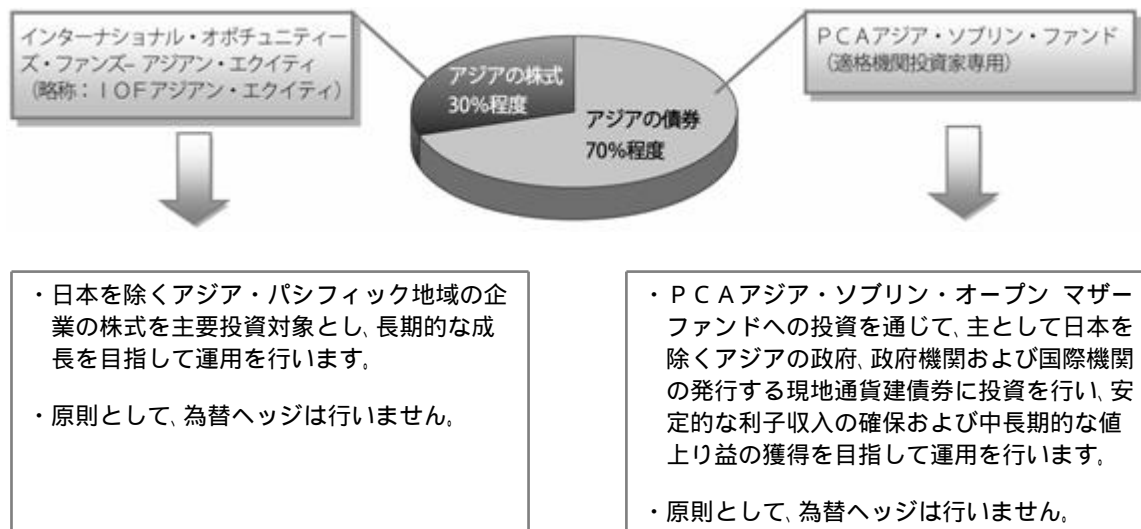 インターナショナル・オポチュニティー
ズ・ファンズ– アジアン・エクイティ
（略称：ＩＯＦアジアン・エクイティ）
アジアの株式
30%程度
アジアの債券
70%程度
ＰＣＡアジア・ソブリン・ファンド
（適格機関投資家専用）
・日本を除くアジア・パシフィック地域の企
業の株式を主要投資対象とし、長期的な成
長を目指して運用を行います。
・原則として、為替ヘッジは行いません。
・ＰＣＡアジア・ソブリン・オープン マザー
ファンドへの投資を通じて、主として日本を
除くアジアの政府、政府機関および国際機関
の発行する現地通貨建債券に投資を行い、安
定的な利子収入の確保および中長期的な値
上り益の獲得を目指して運用を行います。
・原則として、為替ヘッジは行いません。